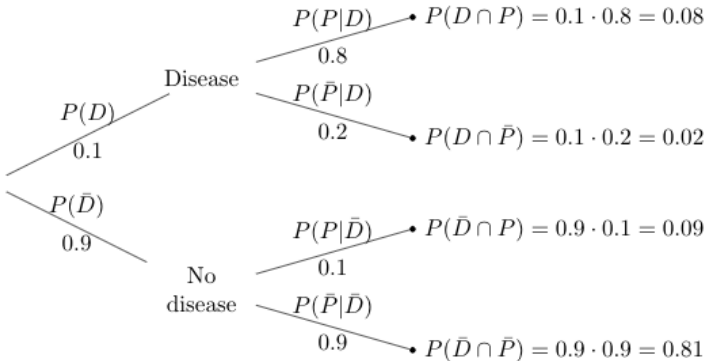 P(P|D)
P(D ∩ P) = 0.1 · 0.8 = 0.08
0.8
Disease
P(P̄|D)
0.2
P(D ∩ P̄) = 0.1 · 0.2 = 0.02
P(D)
0.1
P(D̄)
0.9
P(P|D̄)
P(D̄ ∩ P) = 0.9 · 0.1 = 0.09
0.1
No
disease
P(P̄|D̄)
0.9
P(D̄ ∩ P̄) = 0.9 · 0.9 = 0.81